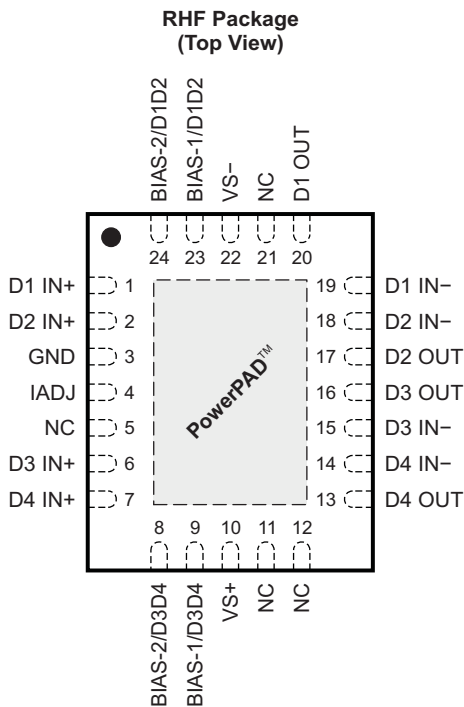 RHF Package
(Top View)
BIAS-2/D1D2
BIAS-1/D1D2
VS−
NC
D1 OUT
24 23 22 21 20
D1 IN+ 1 19 D1 IN−
D2 IN+ 2 18 D2 IN−
GND 3 17 D2 OUT
IADJ 4 16 D3 OUT
NC 5 15 D3 IN−
D3 IN+ 6 14 D4 IN−
D4 IN+ 7 13 D4 OUT
PowerPAD™
8 9 10 11 12
BIAS-2/D3D4
BIAS-1/D3D4
VS+
NC
NC